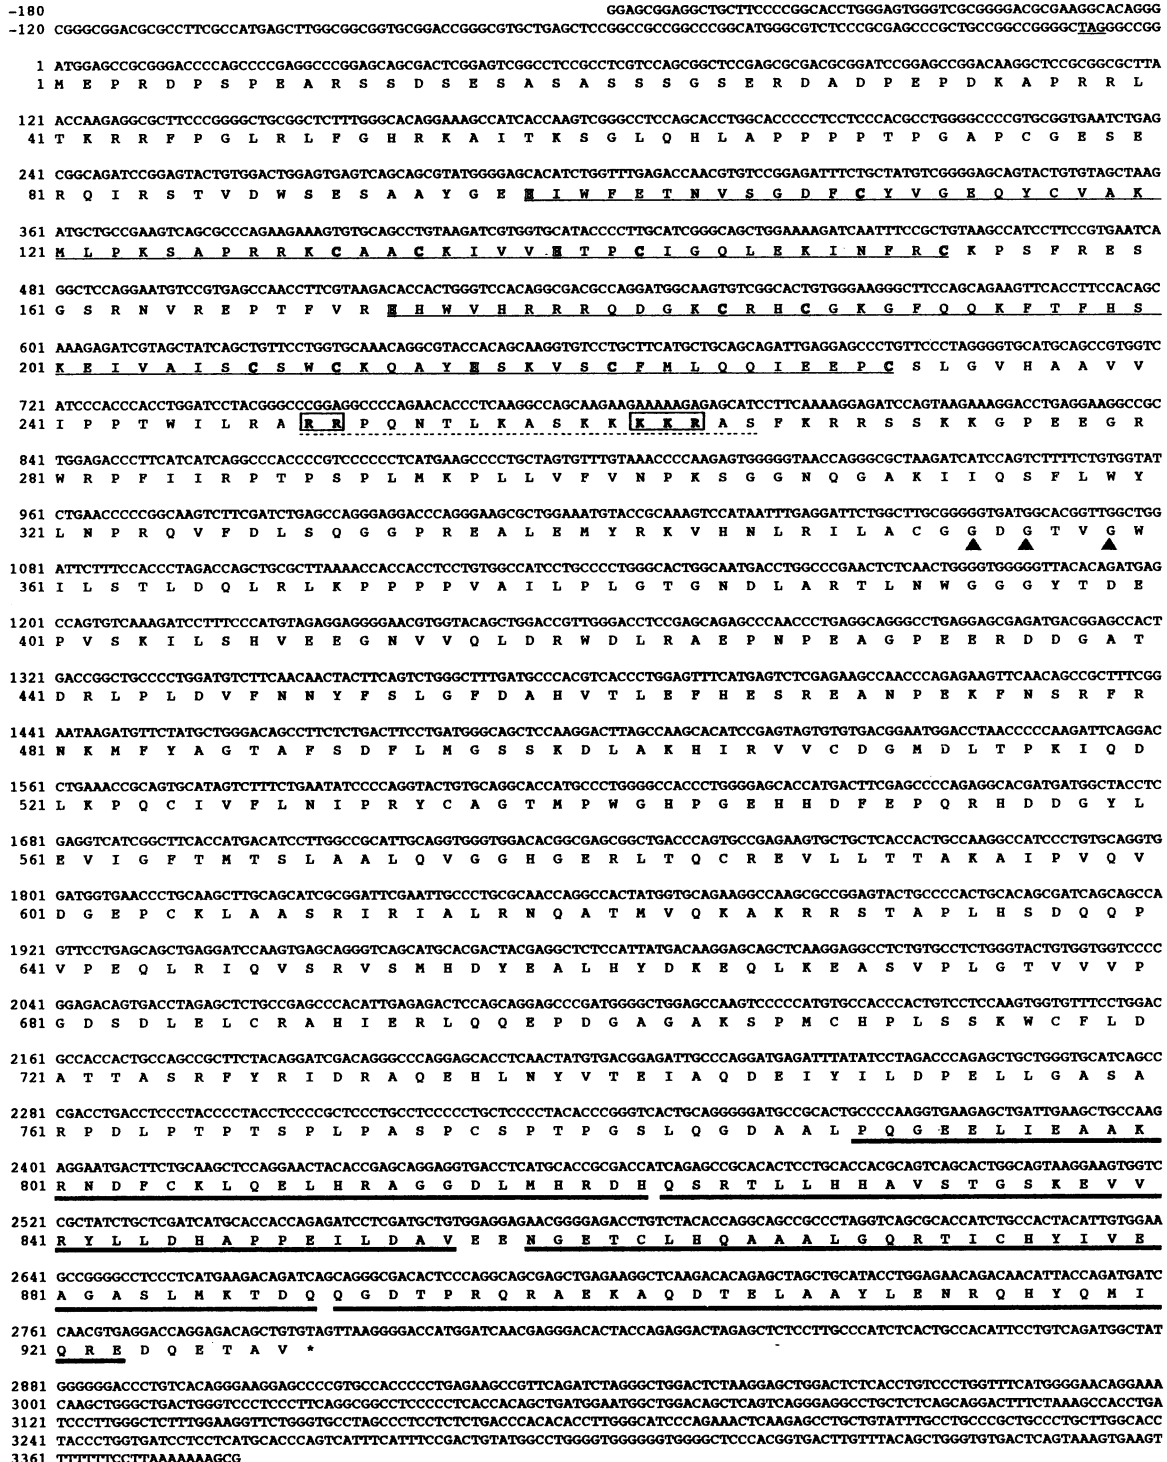 -180 GGAGCGGAGGCTGCTTCCCCGGCACCTGGGAGTGGGTCGCGGGGACGCGAAGGCACAGGG
-120 CGGGCGGACGCGCCTTCGCCATGAGCTTGGCGGCGGTGCGGACCGGGCGTGCTGAGCTCCGGCCGCCGGCCCGGCATGGGCGTCTCCCGCGAGCCCGCTGCCGGCCGGGGCTAGGGCCGG
1 ATGGAGCCGCGGGACCCCAGCCCCGAGGCCCGGAGCAGCGACTCGGAGTCGGCCTCCGCCTCGTCCAGCGGCTCCGAGCGCGACGCGGATCCGGAGCCGGACAAGGCTCCGCGGCGCTTA
1 M E P R D P S P E A R S S D S E S A S A S S S G S E R D A D P E P D K A P R R L
121 ACCAAGAGGCGCTTCCCGGGGCTGCGGCTCTTTGGGCACAGGAAAGCCATCACCAAGTCGGGCCTCCAGCACCTGGCACCCCCTCCTCCCACGCCTGGGGCCCCGTGCGGTGAATCTGAG
41 T K R R F P G L R L F G H R K A I T K S G L Q H L A P P P P T P G A P C G E S E
241 CGGCAGATCCGGAGTACTGTGGACTGGAGTGAGTCAGCAGCGTATGGGGAGCACATCTGGTTTGAGACCAACGTGTCCGGAGATTTCTGCTATGTCGGGGAGCAGTACTGTGTAGCTAAG
81 R Q I R S T V D W S E S A A Y G E H I W F E T N V S G D F C Y V G E Q Y C V A K
361 ATGCTGCCGAAGTCAGCGCCCAGAAGAAAGTGTGCAGCCTGTAAGATCGTGGTGCATACCCCTTGCATCGGGCAGCTGGAAAAGATCAATTTCCGCTGTAAGCCATCCTTCCGTGAATCA
121 M L P K S A P R R K C A A C K I V V H T P C I G Q L E K I N F R C K P S F R E S
481 GGCTCCAGGAATGTCCGTGAGCCAACCTTCGTAAGACACCACTGGGTCCACAGGCGACGCCAGGATGGCAAGTGTCGGCACTGTGGGAAGGGCTTCCAGCAGAAGTTCACCTTCCACAGC
161 G S R N V R E P T F V R H H W V H R R R Q D G K C R H C G K G F Q Q K F T F H S
601 AAAGAGATCGTAGCTATCAGCTGTTCCTGGTGCAAACAGGCGTACCACAGCAAGGTGTCCTGCTTCATGCTGCAGCAGATTGAGGAGCCCTGTTCCCTAGGGGTGCATGCAGCCGTGGTC
201 K E I V A I S C S W C K Q A Y H S K V S C F M L Q Q I E E P C S L G V H A A V V
721 ATCCCACCCACCTGGATCCTACGGGCCCGGAGGCCCCAGAACACCCTCAAGGCCAGCAAGAAGAAAAAGAGAGCATCCTTCAAAAGGAGATCCAGTAAGAAAGGACCTGAGGAAGGCCGC
241 I P P T W I L R A R R P Q N T L K A S K K K K R A S F K R R S S K K G P E E G R
841 TGGAGACCCTTCATCATCAGGCCCACCCCGTCCCCCCTCATGAAGCCCCTGCTAGTGTTTGTAAACCCCAAGAGTGGGGGTAACCAGGGCGCTAAGATCATCCAGTCTTTTCTGTGGTAT
281 W R P F I I R P T P S P L M K P L L V F V N P K S G G N Q G A K I I Q S F L W Y
961 CTGAACCCCCGGCAAGTCTTCGATCTGAGCCAGGGAGGACCCAGGGAAGCGCTGGAAATGTACCGCAAAGTCCATAATTTGAGGATTCTGGCTTGCGGGGGTGATGGCACGGTTGGCTGG
321 L N P R Q V F D L S Q G G P R E A L E M Y R K V H N L R I L A C G G D G T V G W
1081 ATTCTTTCCACCCTAGACCAGCTGCGCTTAAAACCACCACCTCCTGTGGCCATCCTGCCCCTGGGCACTGGCAATGACCTGGCCCGAACTCTCAACTGGGGTGGGGGTTACACAGATGAG
361 I L S T L D Q L R L K P P P P V A I L P L G T G N D L A R T L N W G G G Y T D E
1201 CCAGTGTCAAAGATCCTTTCCCATGTAGAGGAGGGGAACGTGGTACAGCTGGACCGTTGGGACCTCCGAGCAGAGCCCAACCCTGAGGCAGGGCCTGAGGAGCGAGATGACGGAGCCACT
401 P V S K I L S H V E E G N V V Q L D R W D L R A E P N P E A G P E E R D D G A T
1321 GACCGGCTGCCCCTGGATGTCTTCAACAACTACTTCAGTCTGGGCTTTGATGCCCACGTCACCCTGGAGTTTCATGAGTCTCGAGAAGCCAACCCAGAGAAGTTCAACAGCCGCTTTCGG
441 D R L P L D V F N N Y F S L G F D A H V T L E F H E S R E A N P E K F N S R F R
1441 AATAAGATGTTCTATGCTGGGACAGCCTTCTCTGACTTCCTGATGGGCAGCTCCAAGGACTTAGCCAAGCACATCCGAGTAGTGTGTGACGGAATGGACCTAACCCCCAAGATTCAGGAC
481 N K M F Y A G T A F S D F L M G S S K D L A K H I R V V C D G M D L T P K I Q D
1561 CTGAAACCGCAGTGCATAGTCTTTCTGAATATCCCCAGGTACTGTGCAGGCACCATGCCCTGGGGCCACCCTGGGGAGCACCATGACTTCGAGCCCCAGAGGCACGATGATGGCTACCTC
521 L K P Q C I V F L N I P R Y C A G T M P W G H P G E H H D F E P Q R H D D G Y L
1681 GAGGTCATCGGCTTCACCATGACATCCTTGGCCGCATTGCAGGTGGGTGGACACGGCGAGCGGCTGACCCAGTGCCGAGAAGTGCTGCTCACCACTGCCAAGGCCATCCCTGTGCAGGTG
561 E V I G F T M T S L A A L Q V G G H G E R L T Q C R E V L L T T A K A I P V Q V
1801 GATGGTGAACCCTGCAAGCTTGCAGCATCGCGGATTCGAATTGCCCTGCGCAACCAGGCCACTATGGTGCAGAAGGCCAAGCGCCGGAGTACTGCCCCACTGCACAGCGATCAGCAGCCA
601 D G E P C K L A A S R I R I A L R N Q A T M V Q K A K R R S T A P L H S D Q Q P
1921 GTTCCTGAGCAGCTGAGGATCCAAGTGAGCAGGGTCAGCATGCACGACTACGAGGCTCTCCATTATGACAAGGAGCAGCTCAAGGAGGCCTCTGTGCCTCTGGGTACTGTGGTGGTCCCC
641 V P E Q L R I Q V S R V S M H D Y E A L H Y D K E Q L K E A S V P L G T V V V P
2041 GGAGACAGTGACCTAGAGCTCTGCCGAGCCCACATTGAGAGACTCCAGCAGGAGCCCGATGGGGCTGGAGCCAAGTCCCCCATGTGCCACCCACTGTCCTCCAAGTGGTGTTTCCTGGAC
681 G D S D L E L C R A H I E R L Q Q E P D G A G A K S P M C H P L S S K W C F L D
2161 GCCACCACTGCCAGCCGCTTCTACAGGATCGACAGGGCCCAGGAGCACCTCAACTATGTGACGGAGATTGCCCAGGATGAGATTTATATCCTAGACCCAGAGCTGCTGGGTGCATCAGCC
721 A T T A S R F Y R I D R A Q E H L N Y V T E I A Q D E I Y I L D P E L L G A S A
2281 CGACCTGACCTCCCTACCCCTACCTCCCCGCTCCCTGCCTCCCCCTGCTCCCCTACACCCGGGTCACTGCAGGGGGATGCCGCACTGCCCCAAGGTGAAGAGCTGATTGAAGCTGCCAAG
761 R P D L P T P T S P L P A S P C S P T P G S L Q G D A A L P Q G E E L I E A A K
2401 AGGAATGACTTCTGCAAGCTCCAGGAACTACACCGAGCAGGAGGTGACCTCATGCACCGCGACCATCAGAGCCGCACACTCCTGCACCACGCAGTCAGCACTGGCAGTAAGGAAGTGGTC
801 R N D F C K L Q E L H R A G G D L M H R D H Q S R T L L H H A V S T G S K E V V
2521 CGCTATCTGCTCGATCATGCACCACCAGAGATCCTCGATGCTGTGGAGGAGAACGGGGAGACCTGTCTACACCAGGCAGCCGCCCTAGGTCAGCGCACCATCTGCCACTACATTGTGGAA
841 R Y L L D H A P P E I L D A V E E N G E T C L H Q A A A L G Q R T I C H Y I V E
2641 GCCGGGGCCTCCCTCATGAAGACAGATCAGCAGGGCGACACTCCCAGGCAGCGAGCTGAGAAGGCTCAAGACACAGAGCTAGCTGCATACCTGGAGAACAGACAACATTACCAGATGATC
881 A G A S L M K T D Q Q G D T P R Q R A E K A Q D T E L A A Y L E N R Q H Y Q M I
2761 CAACGTGAGGACCAGGAGACAGCTGTGTAGTTAAGGGGACCATGGATCAACGAGGGACACTACCAGAGGACTAGAGCTCTCCTTGCCCATCTCACTGCCACATTCCTGTCAGATGGCTAT
921 Q R E D Q E T A V *
2881 GGGGGGACCCTGTCACAGGGAAGGAGCCCCGTGCCACCCCCTGAGAAGCCGTTCAGATCTAGGGCTGGACTCTAAGGAGCTGGACTCTCACCTGTCCCTGGTTTCATGGGGAACAGGAAA
3001 CAAGCTGGGCTGACTGGGTCCCTCCCTTCAGGCGGCCTCCCCCCTCACCACAGCTGATGGAATGCTGGACAGCTCAGTCAGGGAGGCCTGCTCTCAGCAGGACTTTCTAAAGCCACCTGA
3121 TCCCTTGGGCTCTTTGGAAGGTTCTGGGTGCCTAGCCCTCCTCTCTGACCCACACACCTTGGGCATCCCAGAAACTCAAGAGCCTGCTGTATTTGCCTGCCCGCTGCCCTGCTTGGCACC
3241 TACCCTGGTGATCCTCCTCATGCACCCAGTCATTTCATTTCCGACTGTATGGCCTGGGGTGGGGGGTGGGGCTCCCACGGTGACTTGTTTACAGCTGGGTGTGACTCAGTAAAGTGAAGT
3361 TTTTTTCCTTAAAAAAAGCG